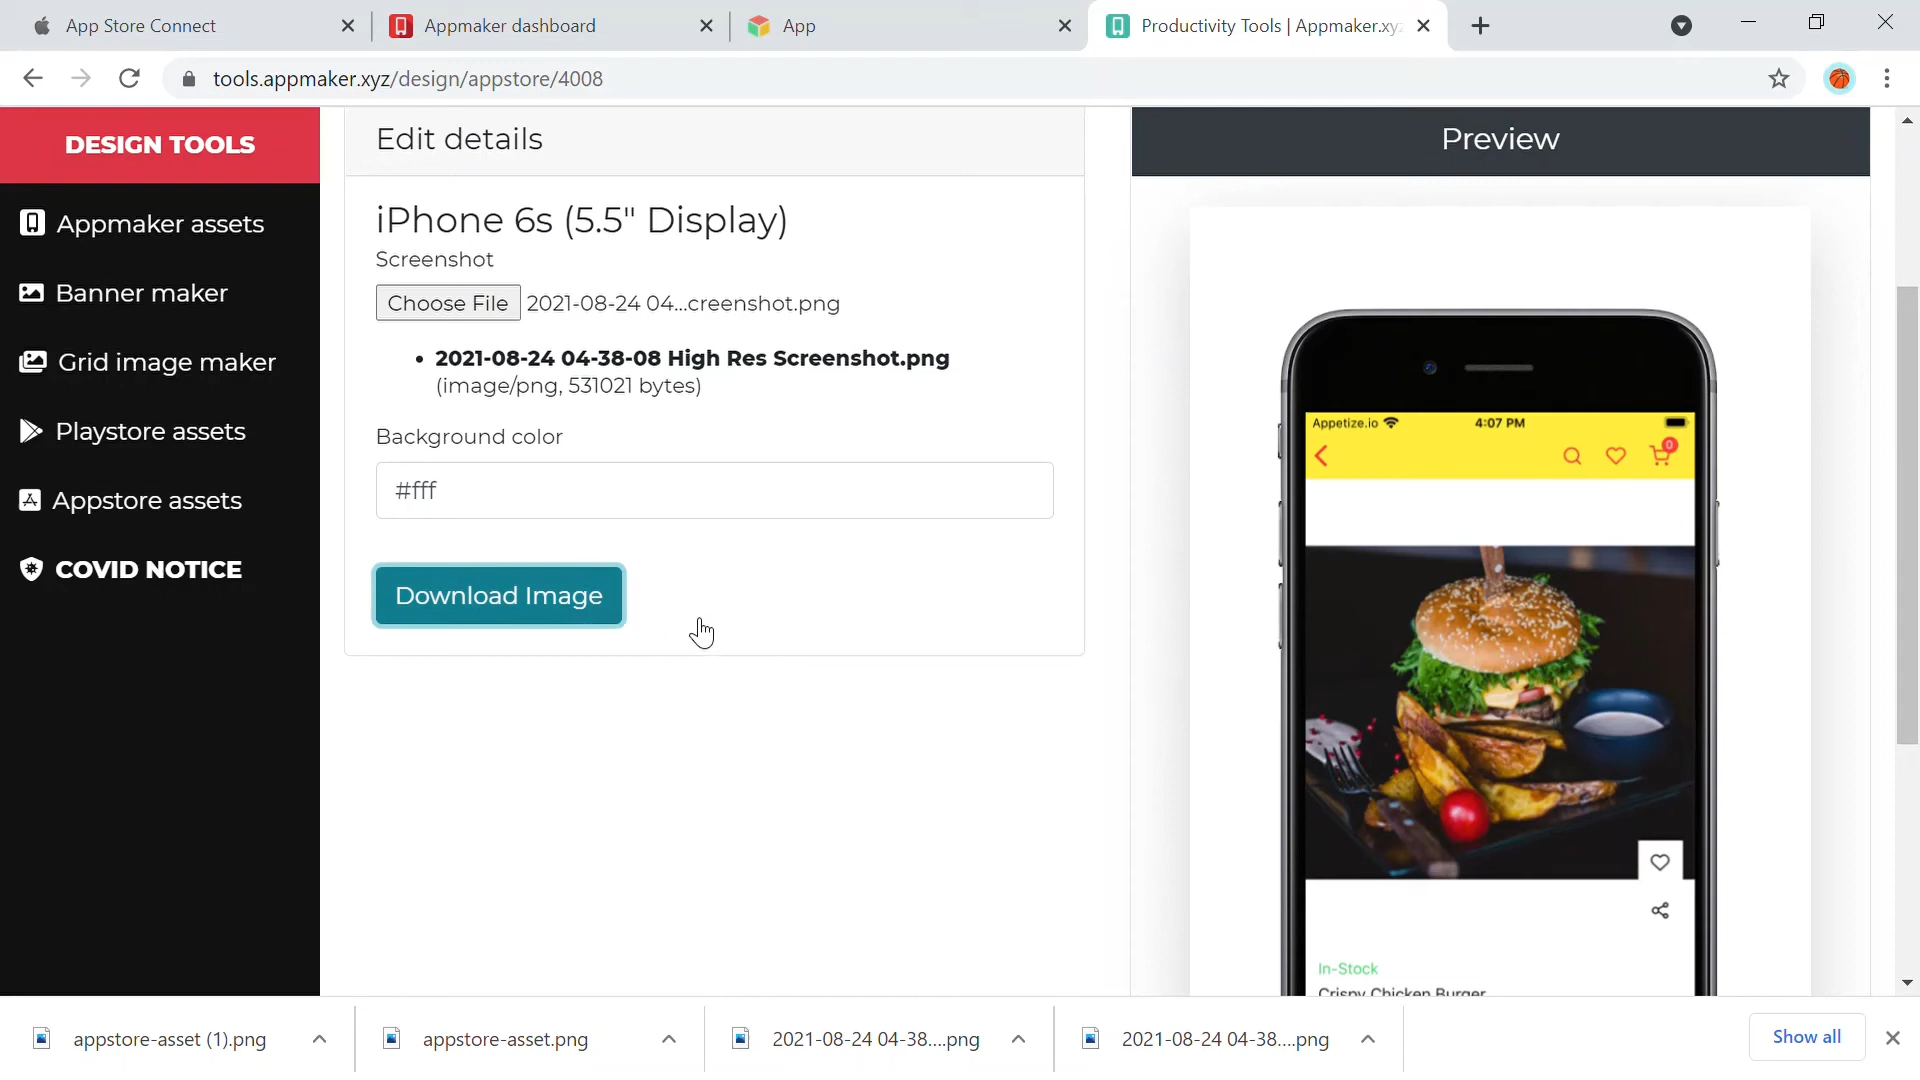 App Store Connect
Appmaker dashboard
App
Productivity Tools | Appmaker.xy
tools.appmaker.xyz/design/appstore/4008
DESIGN TOOLS
Appmaker assets
Banner maker
Grid image maker
Playstore assets
Appstore assets
COVID NOTICE
Edit details
iPhone 6s (5.5" Display)
Screenshot
Choose File 2021-08-24 04...creenshot.png
2021-08-24 04-38-08 High Res Screenshot.png
(image/png, 531021 bytes)
Background color
#fff
Download Image
Preview
Appetize.io 4:07 PM
0
In-Stock
Crispy Chicken Burger
appstore-asset (1).png
appstore-asset.png
2021-08-24 04-38....png
2021-08-24 04-38....png
Show all